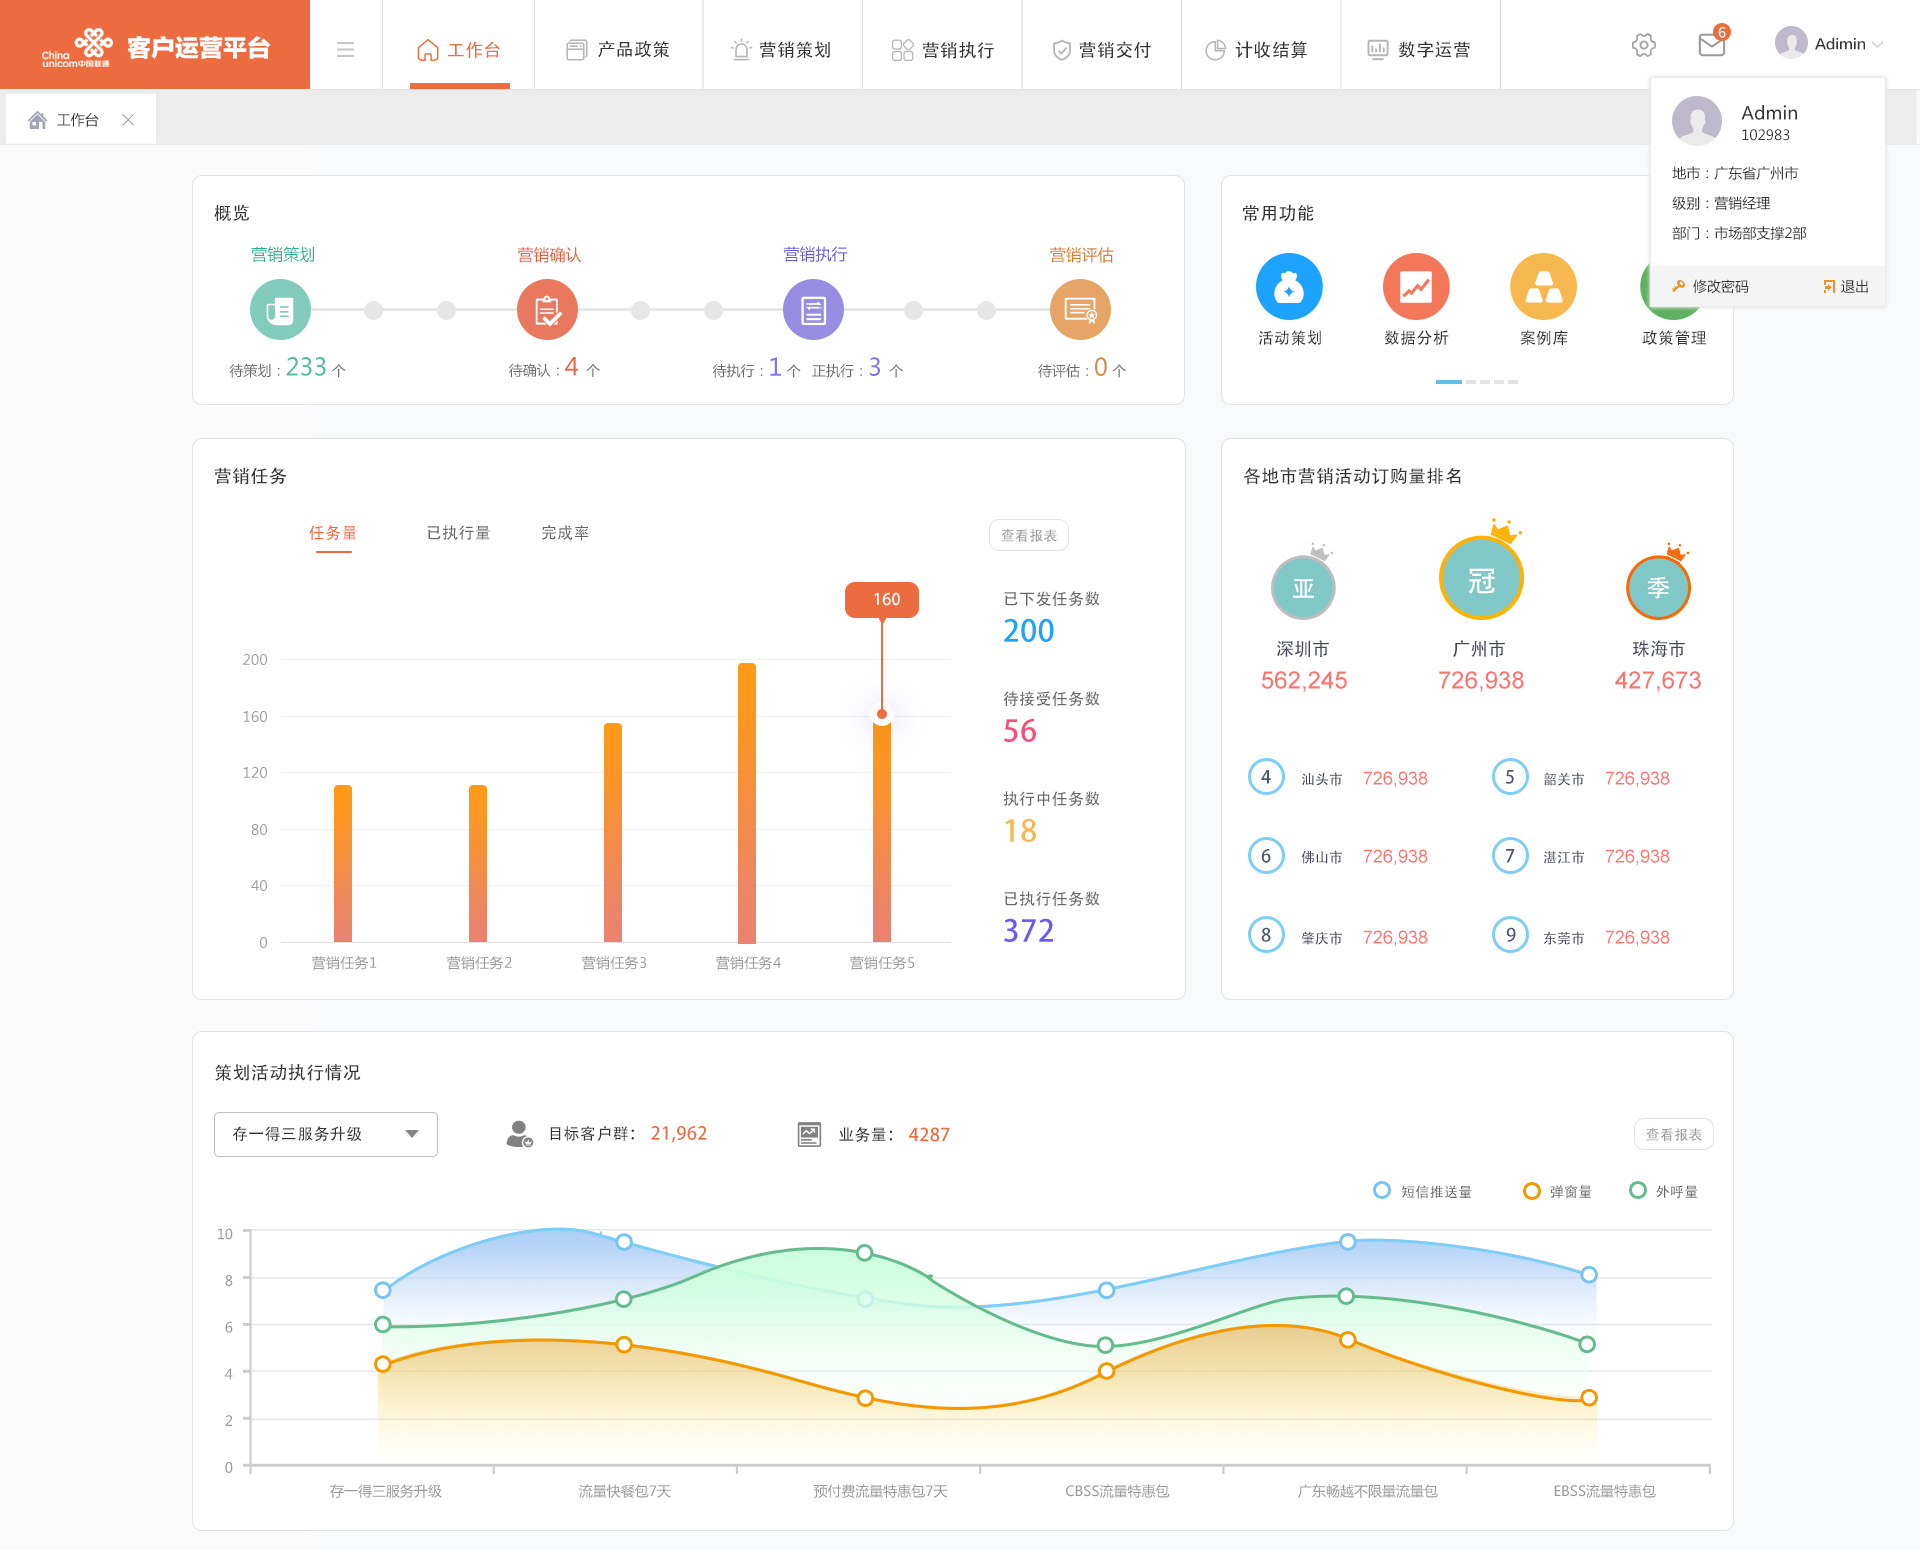 China
unicom中国联通
客户运营平台
工作台
产品政策
营销策划
营销执行
营销交付
计收结算
数字运营
6
Adimin
工作台
Admin
102983
地市：广东省广州市
级别：营销经理
部门：市场部支撑2部
修改密码
退出
概览
营销策划
营销确认
营销执行
营销评估
待策划：233 个
待确认：4 个
待执行：1 个 正执行：3 个
待评估：0 个
常用功能
活动策划
数据分析
案例库
政策管理
营销任务
任务量
已执行量
完成率
查看报表
160
200
160
120
80
40
0
营销任务1
营销任务2
营销任务3
营销任务4
营销任务5
已下发任务数
200
待接受任务数
56
执行中任务数
18
已执行任务数
372
各地市营销活动订购量排名
亚
冠
季
深圳市
广州市
珠海市
562,245
726,938
427,673
4 汕头市 726,938
5 韶关市 726,938
6 佛山市 726,938
7 湛江市 726,938
8 肇庆市 726,938
9 东莞市 726,938
策划活动执行情况
存一得三服务升级
目标客户群： 21,962
业务量： 4287
查看报表
短信推送量
弹窗量
外呼量
10
8
6
4
2
0
存一得三服务升级
流量快餐包7天
预付费流量特惠包7天
CBSS流量特惠包
广东畅越不限量流量包
EBSS流量特惠包